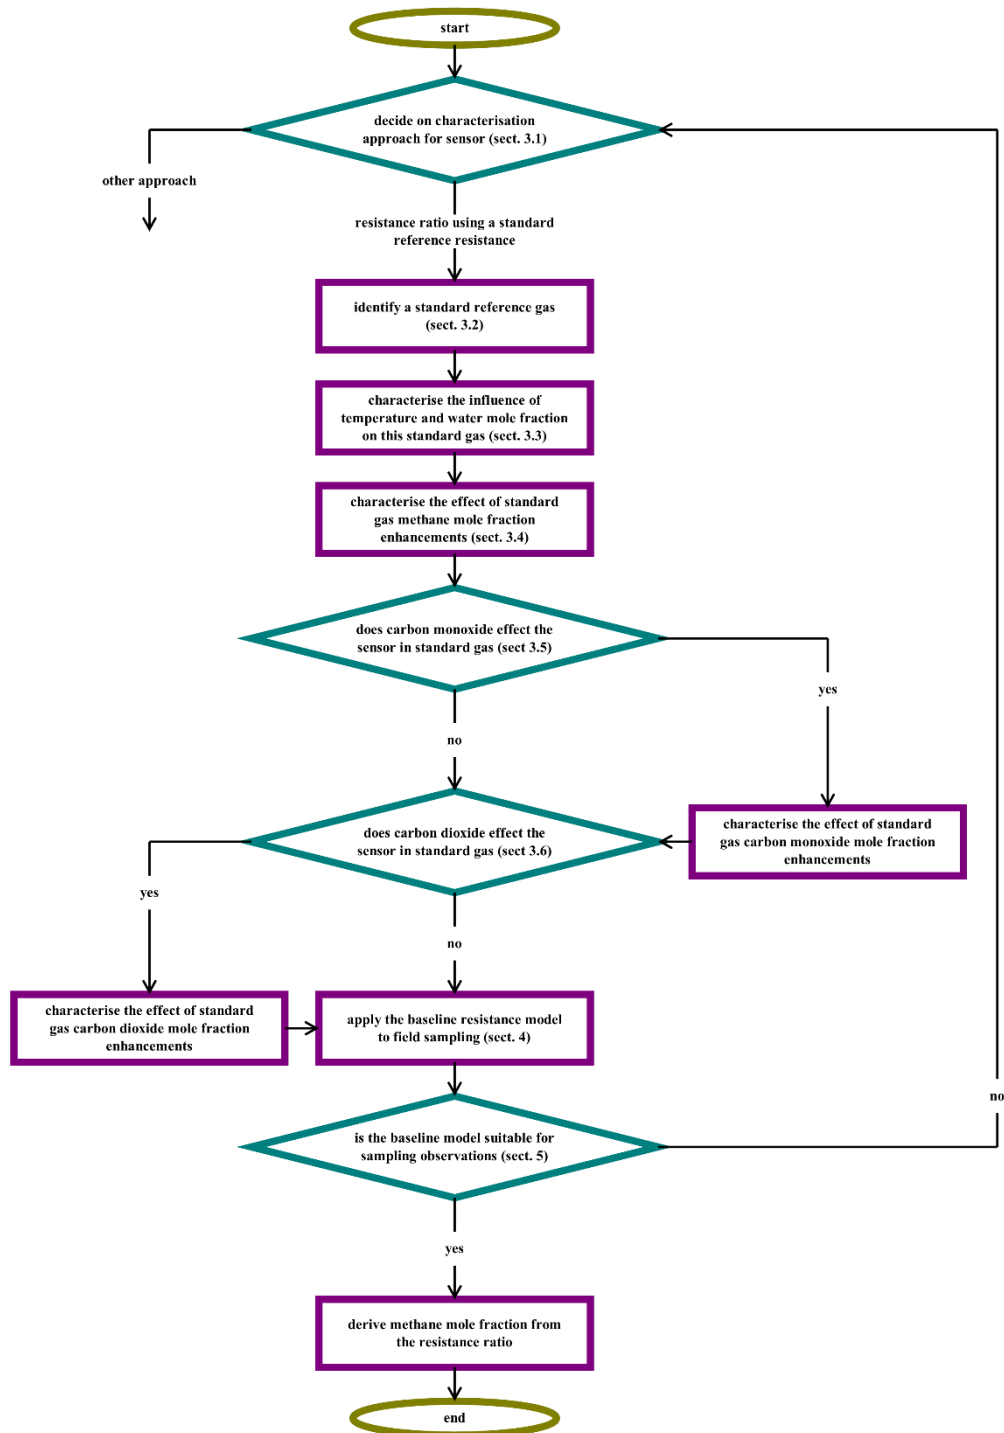 start
decide on characterisation
approach for sensor (sect. 3.1)
other approach
resistance ratio using a standard
reference resistance
identify a standard reference gas
(sect. 3.2)
characterise the influence of
temperature and water mole fraction
on this standard gas (sect. 3.3)
characterise the effect of standard
gas methane mole fraction
enhancements (sect. 3.4)
does carbon monoxide effect the
sensor in standard gas (sect 3.5)
yes
no
characterise the effect of standard
gas carbon monoxide mole fraction
enhancements
does carbon dioxide effect the
sensor in standard gas (sect 3.6)
yes
no
characterise the effect of standard
gas carbon dioxide mole fraction
enhancements
apply the baseline resistance model
to field sampling (sect. 4)
no
is the baseline model suitable for
sampling observations (sect. 5)
yes
derive methane mole fraction from
the resistance ratio
end